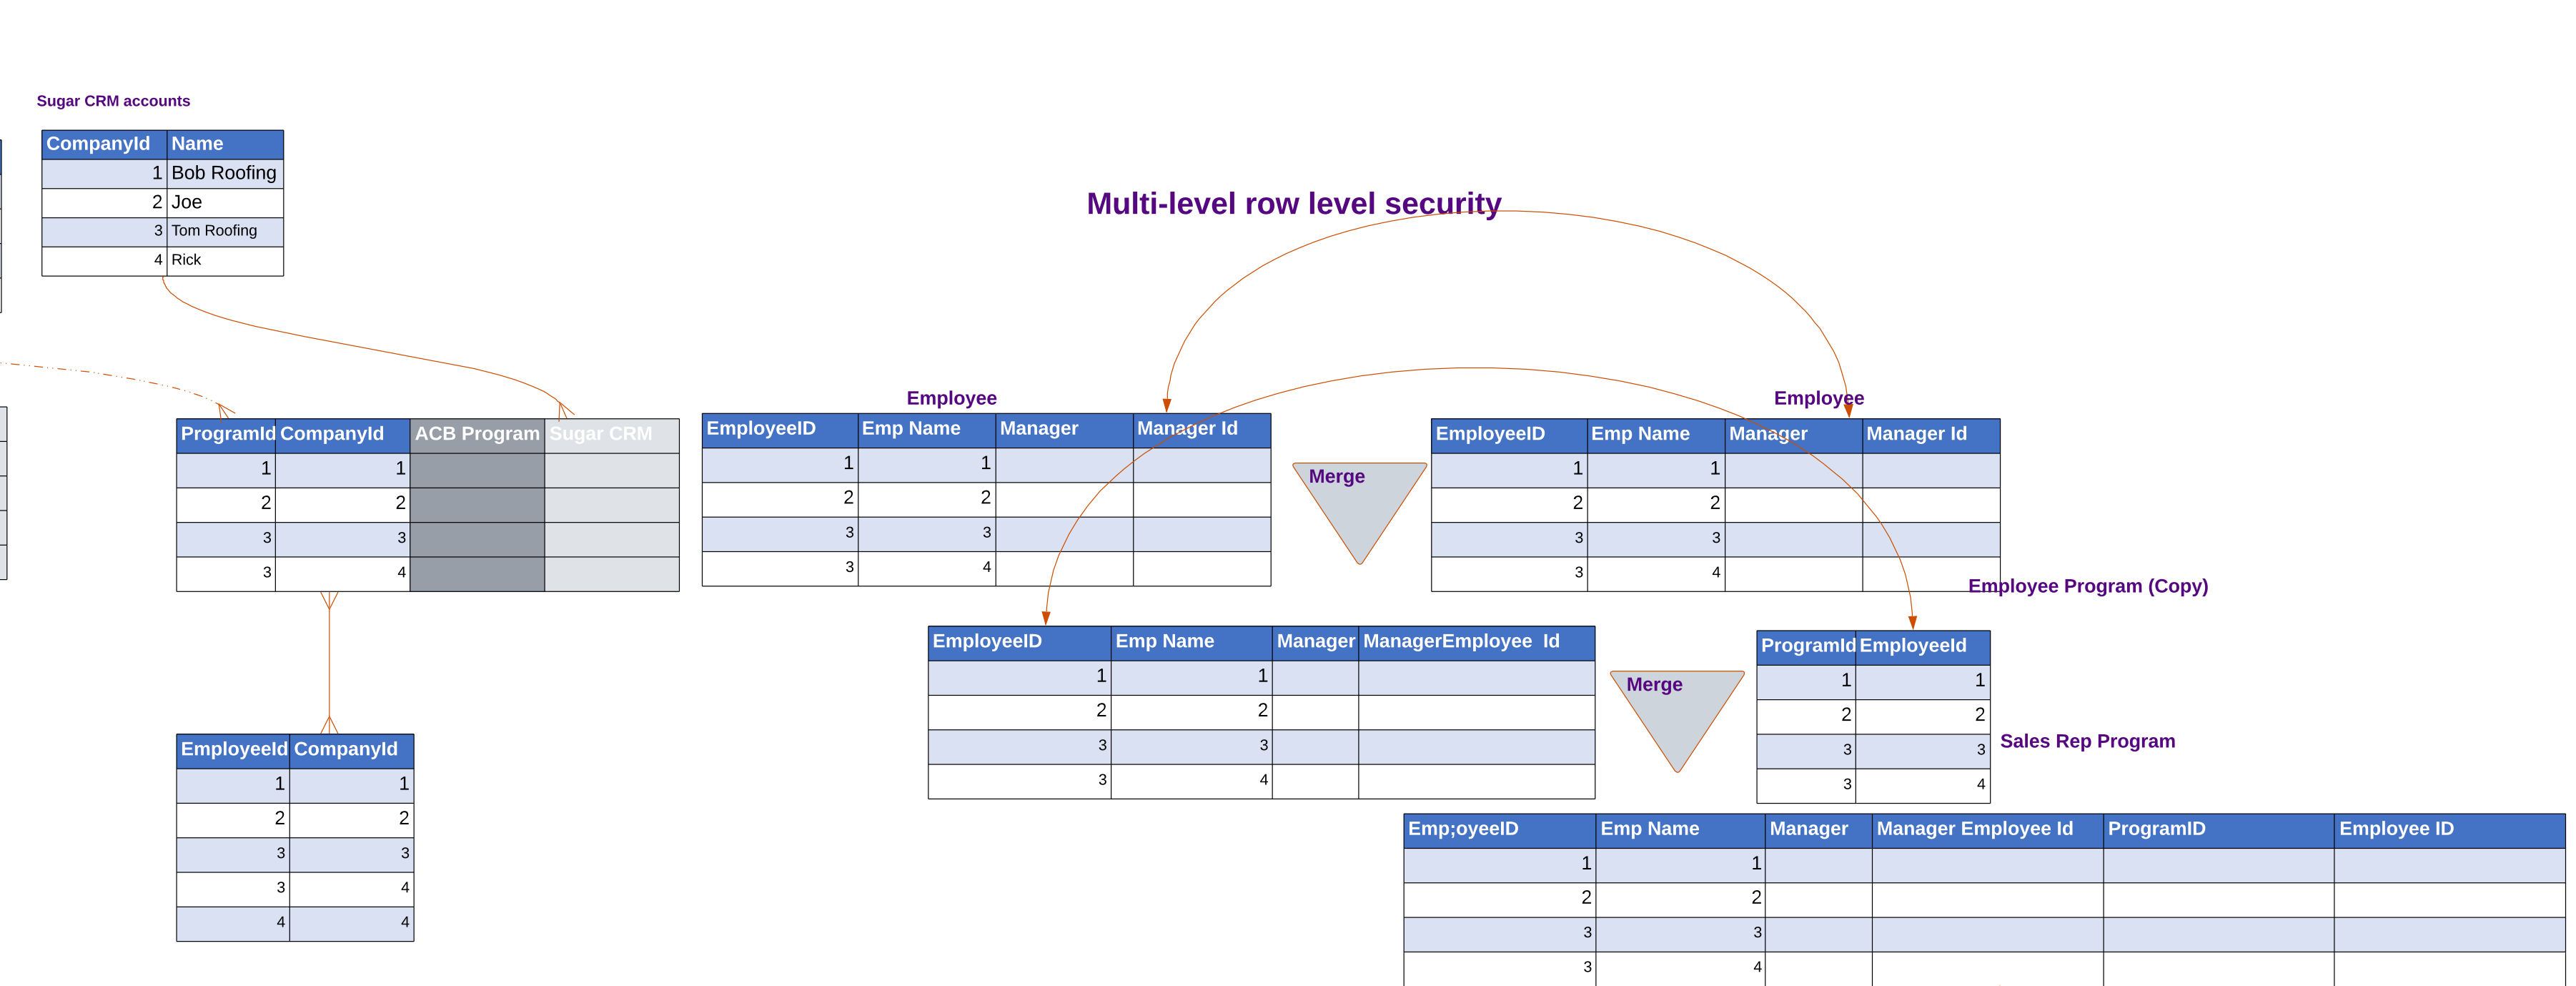 Sugar CRM accounts
CompanyId Name
1 Bob Roofing
2 Joe
3 Tom Roofing
4 Rick
Multi-level row level security
ProgramId CompanyId ACB Program Sugar CRM
1 1
2 2
3 3
3 4
EmployeeId CompanyId
1 1
2 2
3 3
3 4
4 4
Employee
EmployeeID Emp Name Manager Manager Id
1 1
2 2
3 3
3 4
Merge
Employee
EmployeeID Emp Name Manager Manager Id
1 1
2 2
3 3
3 4
Employee Program (Copy)
EmployeeID Emp Name Manager ManagerEmployee Id
1 1
2 2
3 3
3 4
Merge
ProgramId EmployeeId
1 1
2 2
3 3
3 4
Sales Rep Program
Emp;oyeeID Emp Name Manager Manager Employee Id ProgramID Employee ID
1 1
2 2
3 3
3 4